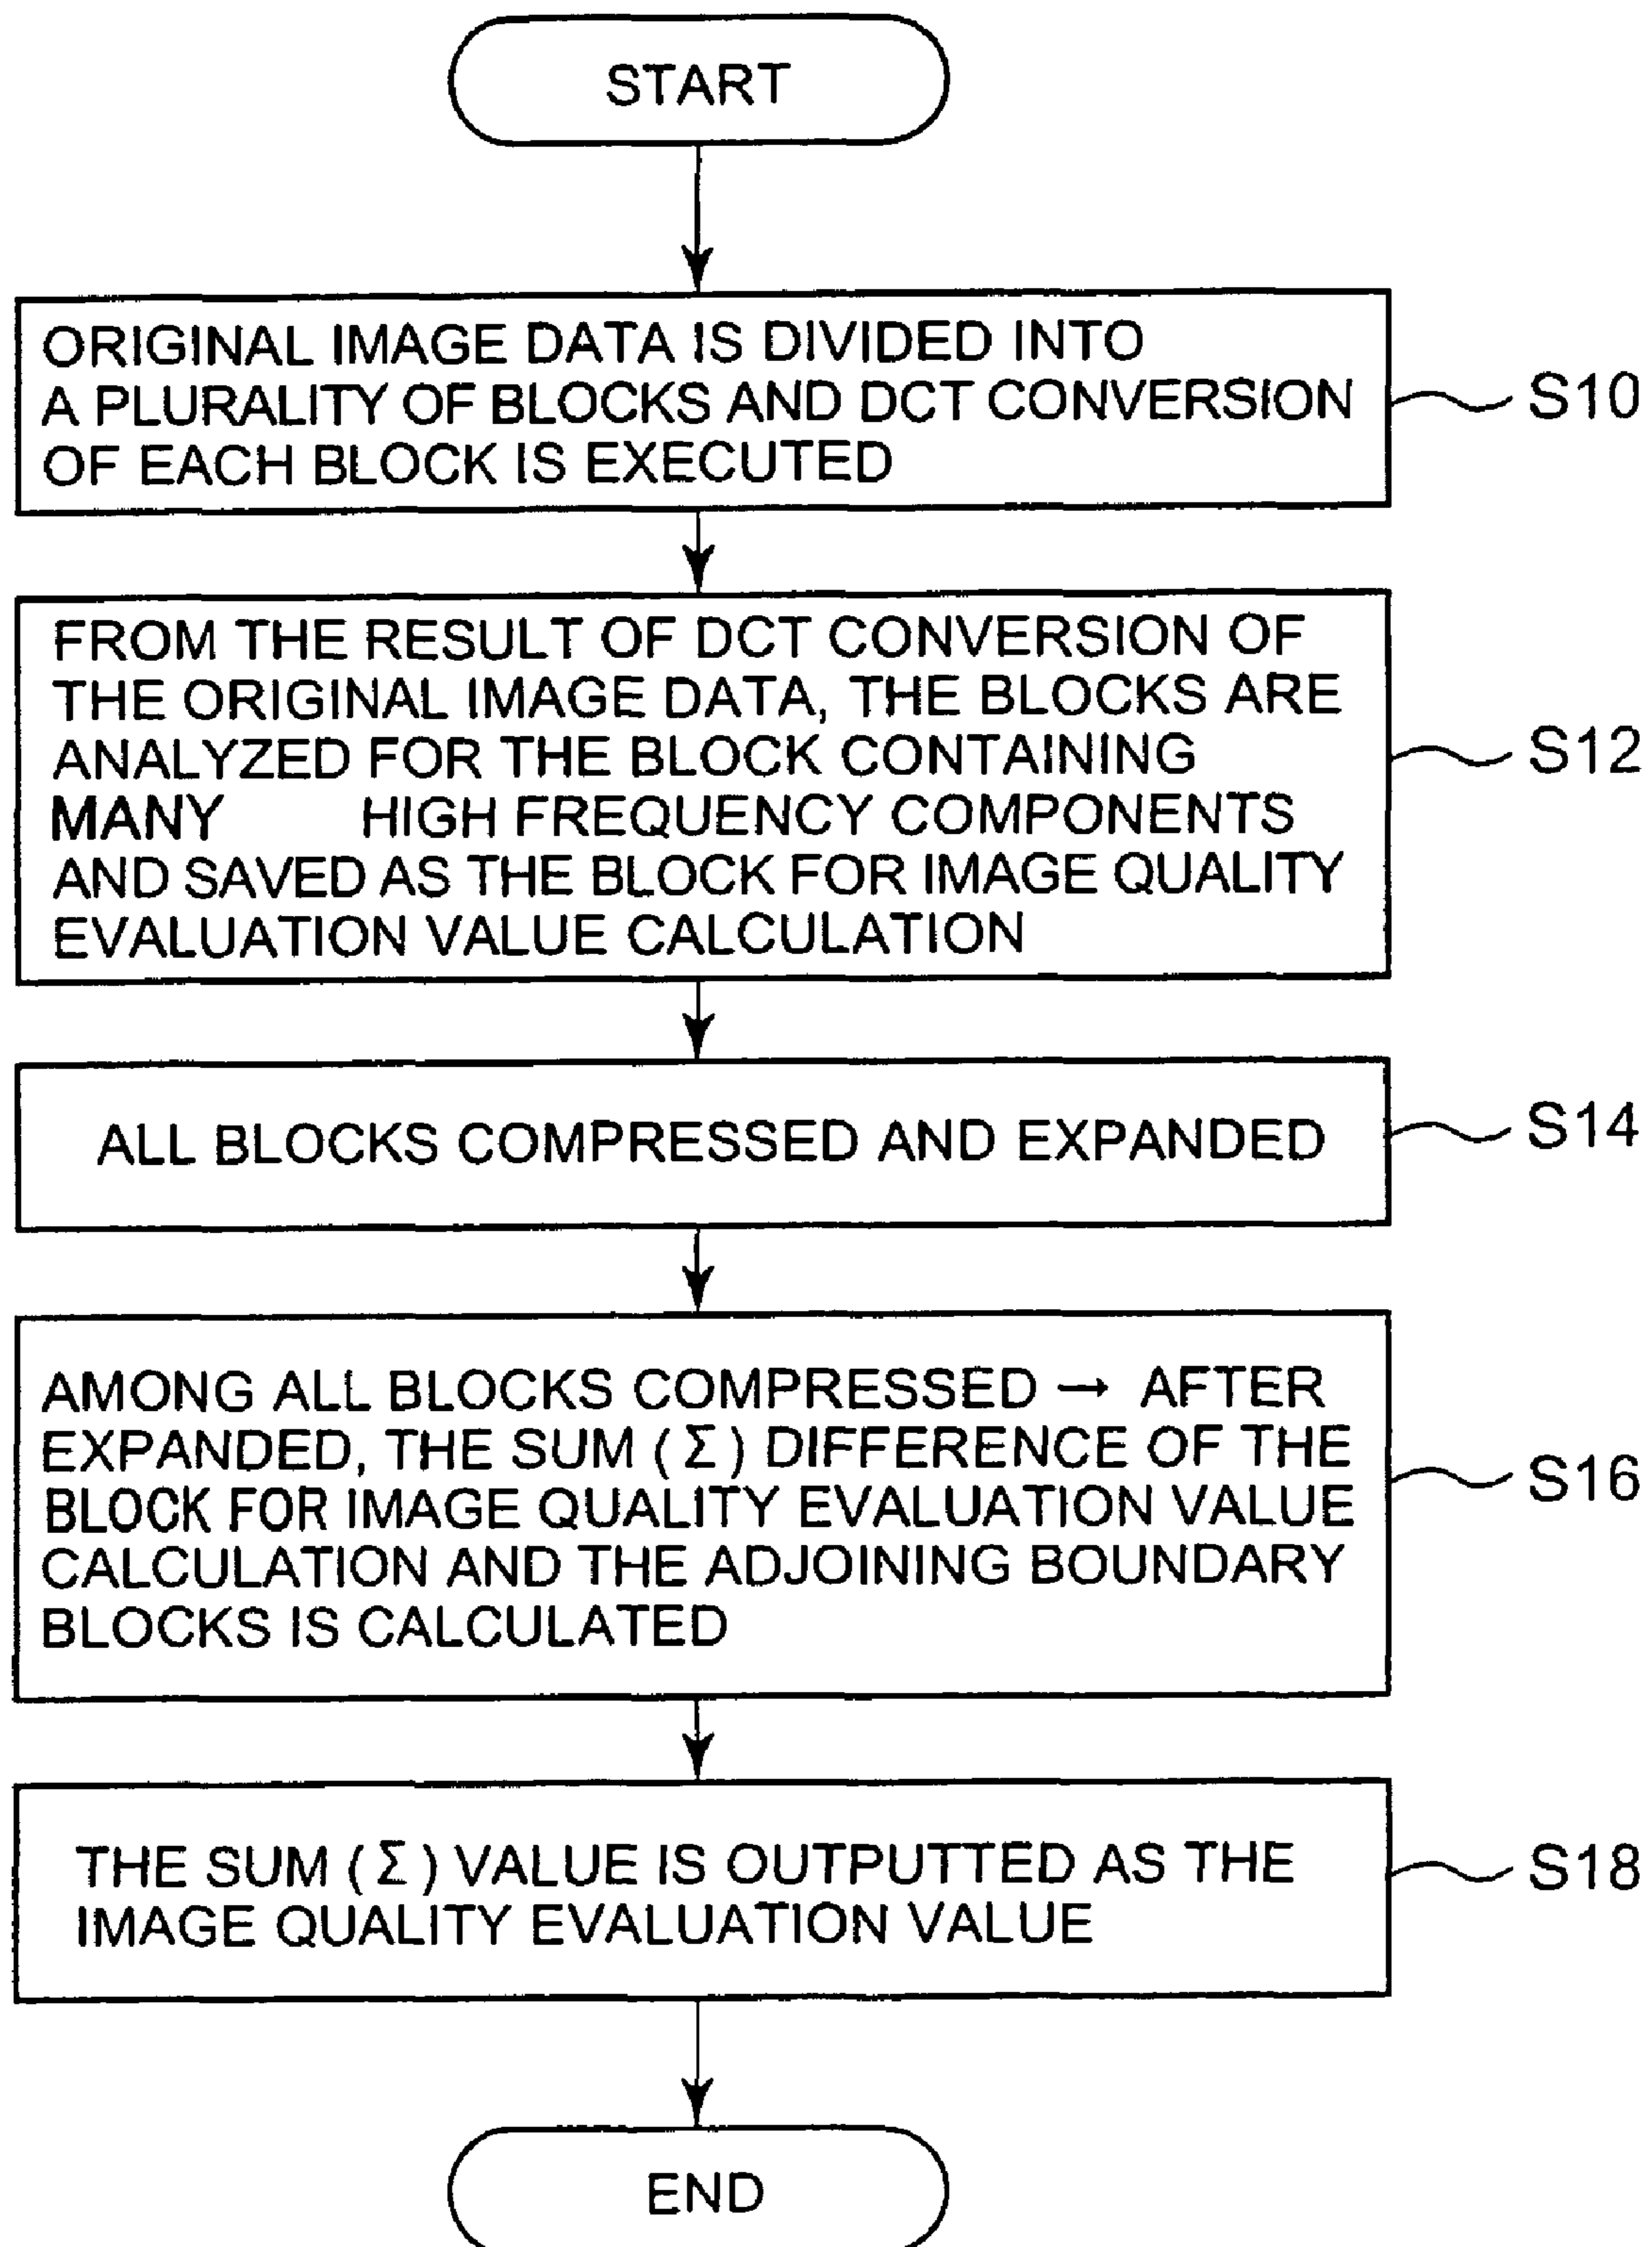 START
ORIGINAL IMAGE DATA IS DIVIDED INTO
A PLURALITY OF BLOCKS AND DCT CONVERSION
OF EACH BLOCK IS EXECUTED
S10
FROM THE RESULT OF DCT CONVERSION OF
THE ORIGINAL IMAGE DATA, THE BLOCKS ARE
ANALYZED FOR THE BLOCK CONTAINING
MANY HIGH FREQUENCY COMPONENTS
AND SAVED AS THE BLOCK FOR IMAGE QUALITY
EVALUATION VALUE CALCULATION
S12
ALL BLOCKS COMPRESSED AND EXPANDED
S14
AMONG ALL BLOCKS COMPRESSED → AFTER
EXPANDED, THE SUM (Σ) DIFFERENCE OF THE
BLOCK FOR IMAGE QUALITY EVALUATION VALUE
CALCULATION AND THE ADJOINING BOUNDARY
BLOCKS IS CALCULATED
S16
THE SUM (Σ) VALUE IS OUTPUTTED AS THE
IMAGE QUALITY EVALUATION VALUE
S18
END